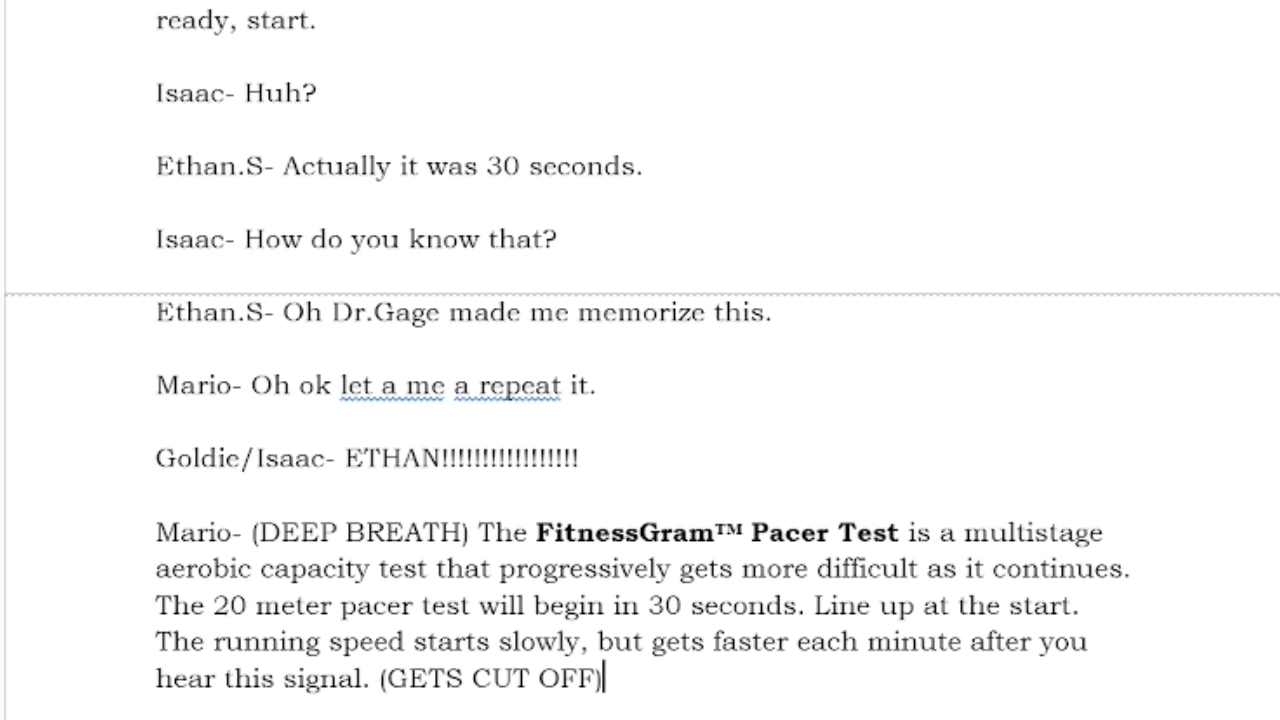 ready, start.
Isaac- Huh?
Ethan.S- Actually it was 30 seconds.
Isaac- How do you know that?
Ethan.S- Oh Dr.Gage made me memorize this.
Mario- Oh ok let a me a repeat it.
Goldie/Isaac- ETHAN!!!!!!!!!!!!!!!!!
Mario- (DEEP BREATH) The FitnessGram™ Pacer Test is a multistage
aerobic capacity test that progressively gets more difficult as it continues.
The 20 meter pacer test will begin in 30 seconds. Line up at the start.
The running speed starts slowly, but gets faster each minute after you
hear this signal. (GETS CUT OFF)